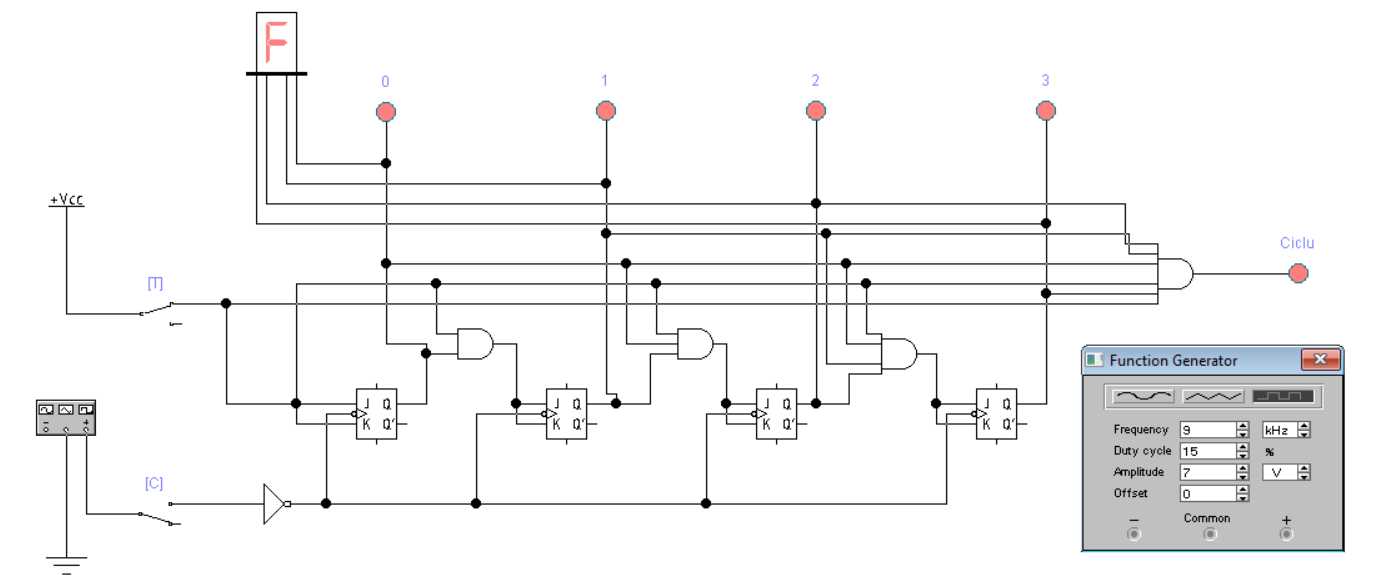 F
0 1 2 3
+Vcc
Ciclu
[T]
J Q
K Q'
J Q
K Q'
J Q
K Q'
J Q
K Q'
[C]
Function Generator
Frequency 9 kHz
Duty cycle 15 %
Amplitude 7 V
Offset 0
− Common +
− +